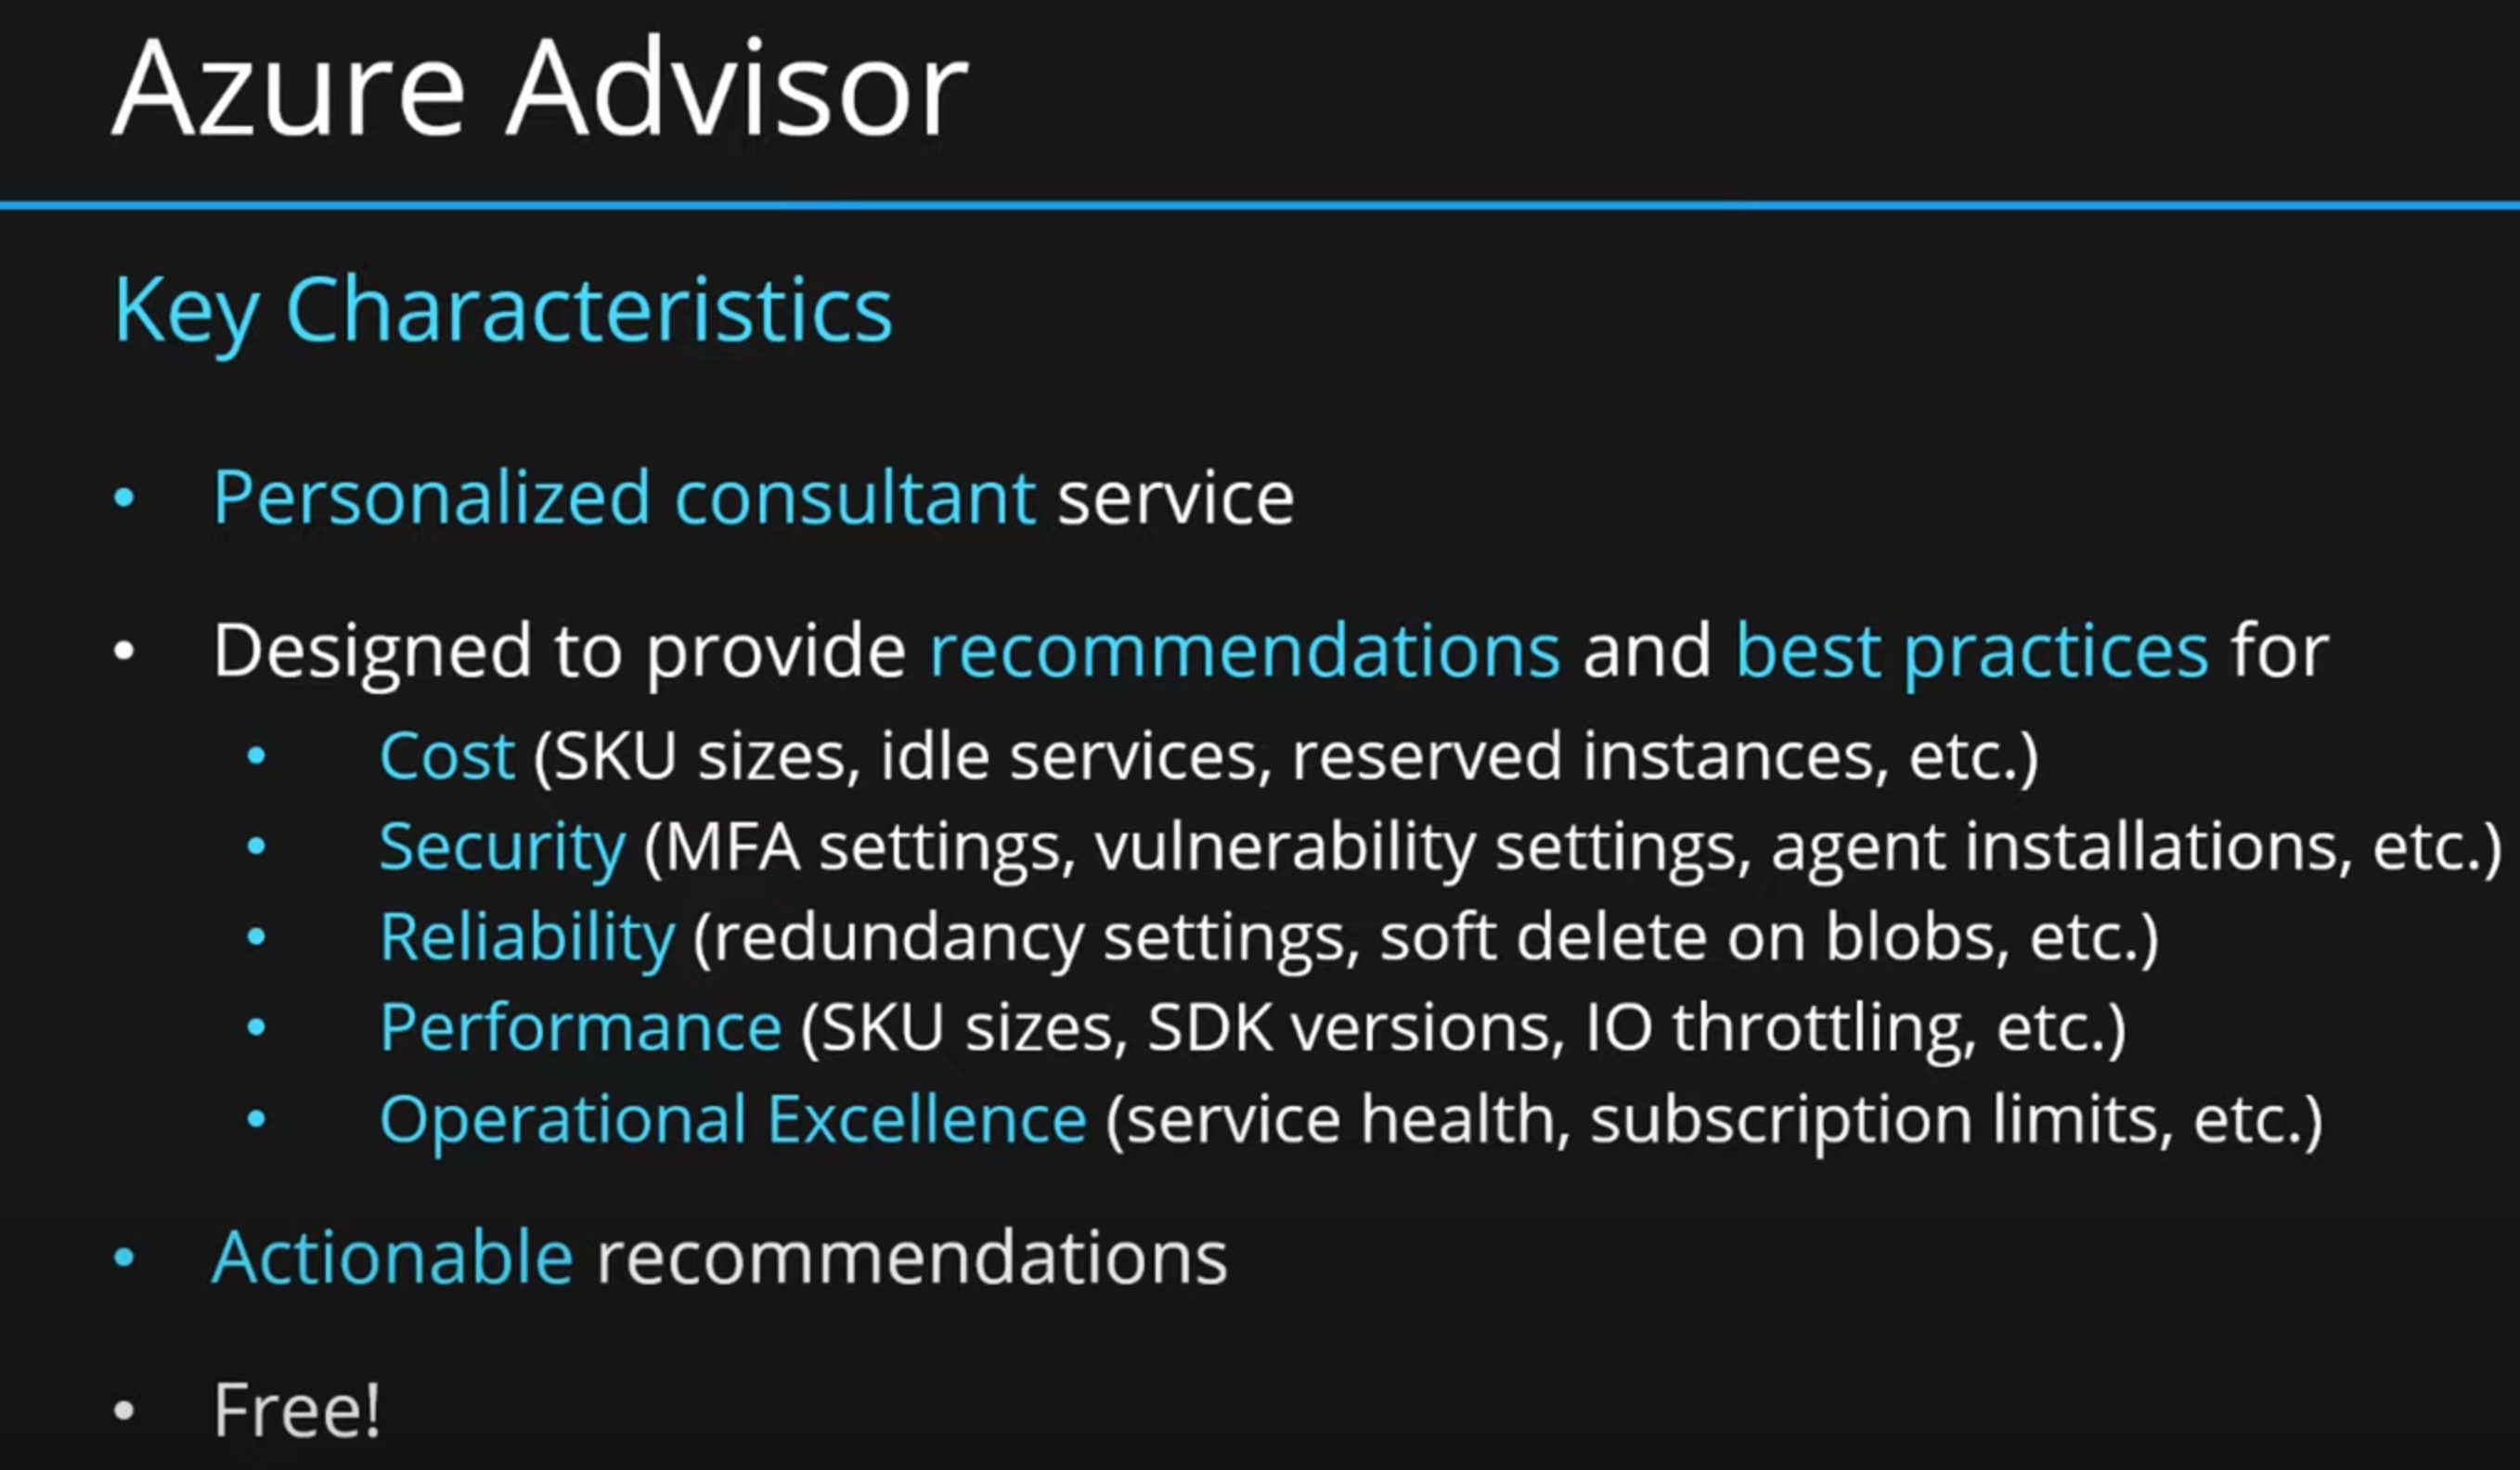 Azure Advisor
Key Characteristics
• Personalized consultant service
• Designed to provide recommendations and best practices for
• Cost (SKU sizes, idle services, reserved instances, etc.)
• Security (MFA settings, vulnerability settings, agent installations, etc.)
• Reliability (redundancy settings, soft delete on blobs, etc.)
• Performance (SKU sizes, SDK versions, IO throttling, etc.)
• Operational Excellence (service health, subscription limits, etc.)
• Actionable recommendations
• Free!